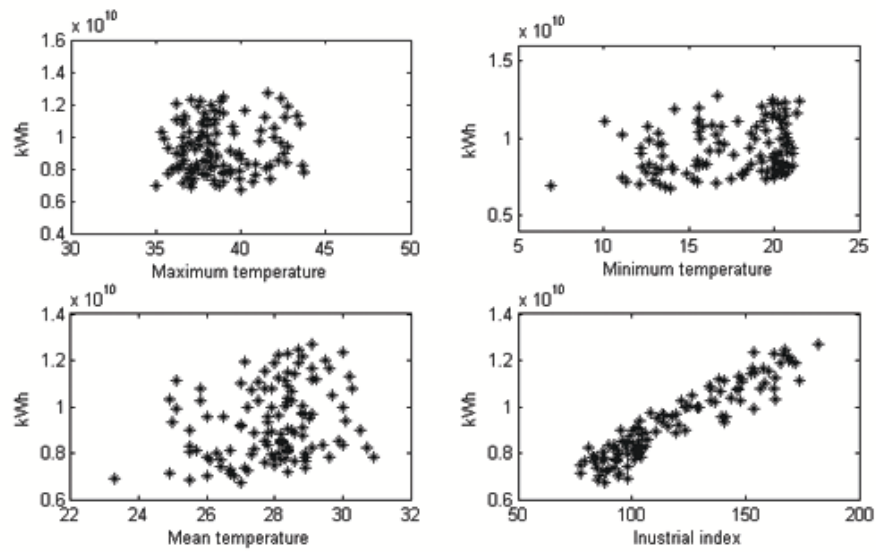 x 10^10
1.6
1.4
1.2
1
0.8
0.6
0.4
kWh
30 35 40 45 50
Maximum temperature
x 10^10
1.5
1
0.5
kWh
5 10 15 20 25
Minimum temperature
x 10^10
1.4
1.2
1
0.8
0.6
kWh
22 24 26 28 30 32
Mean temperature
x 10^10
1.4
1.2
1
0.8
0.6
kWh
50 100 150 200
Inustrial index